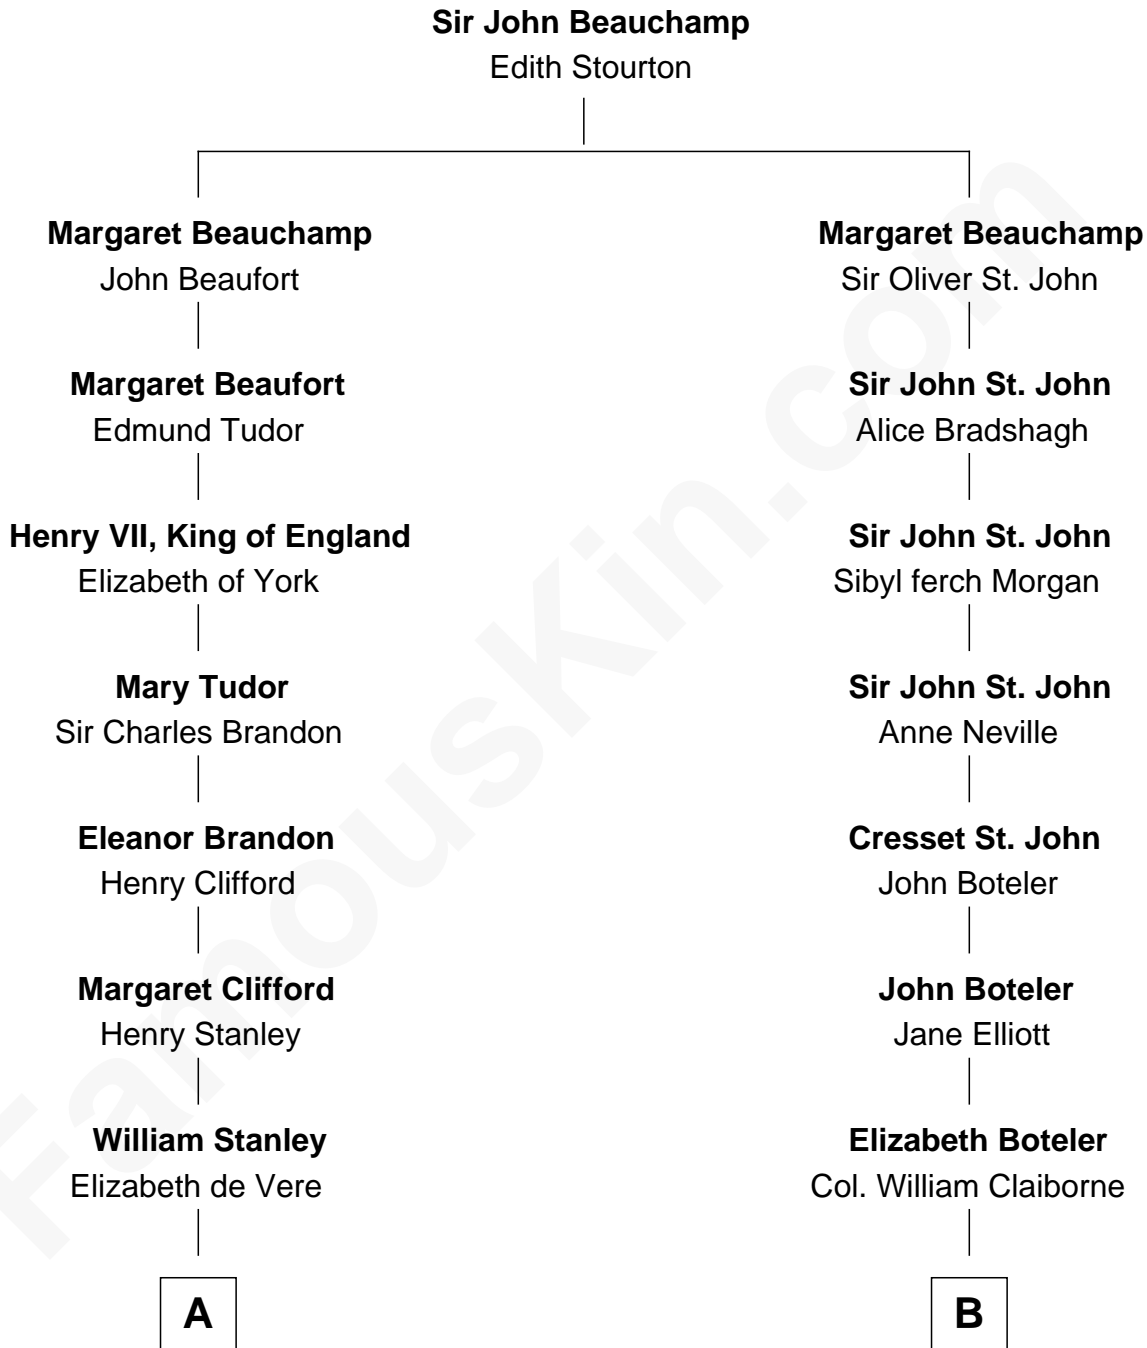 Sir John Beauchamp
Edith Stourton
Margaret Beauchamp
John Beaufort
Margaret Beauchamp
Sir Oliver St. John
Margaret Beaufort
Edmund Tudor
Sir John St. John
Alice Bradshagh
Henry VII, King of England
Elizabeth of York
Sir John St. John
Sibyl ferch Morgan
Mary Tudor
Sir Charles Brandon
Sir John St. John
Anne Neville
Eleanor Brandon
Henry Clifford
Cresset St. John
John Boteler
Margaret Clifford
Henry Stanley
John Boteler
Jane Elliott
William Stanley
Elizabeth de Vere
Elizabeth Boteler
Col. William Claiborne
A
B
FamousKin.com